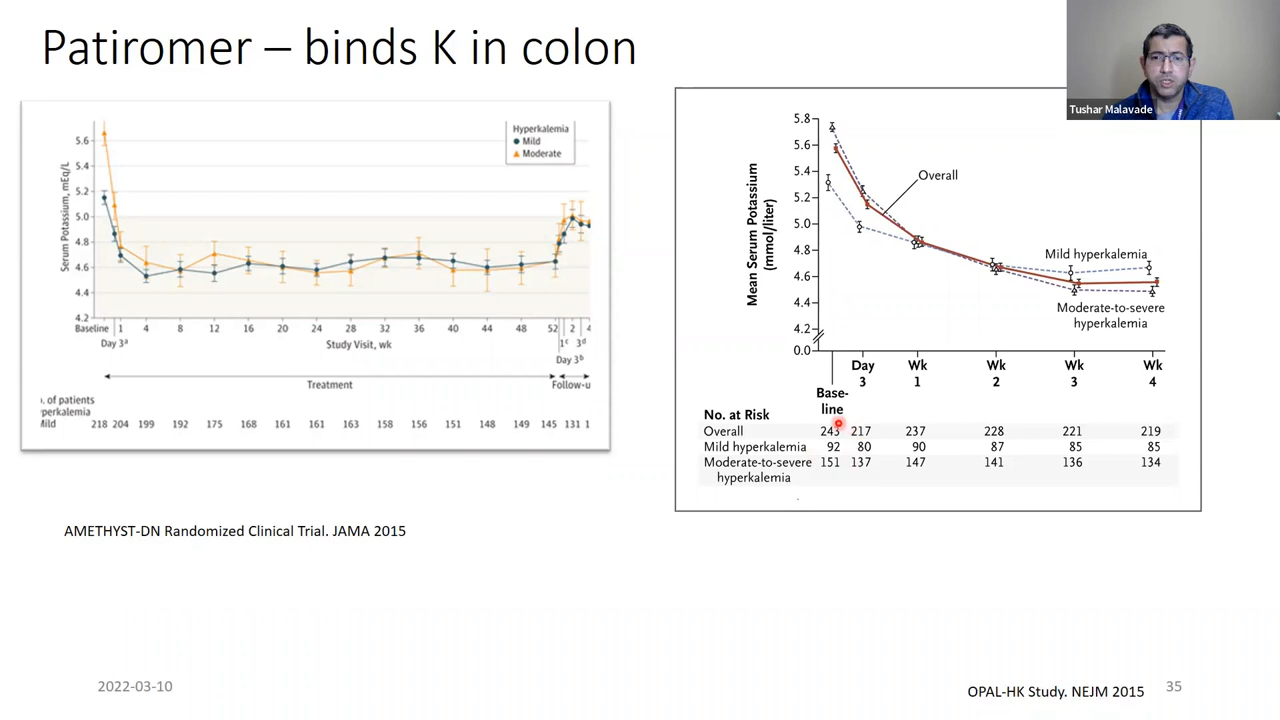 Patiromer – binds K in colon
Tushar Malavade
Hyperkalemia
Mild
Moderate
Serum Potassium, mEq/L
5.6
5.4
5.2
5.0
4.8
4.6
4.4
4.2
Baseline 1 4 8 12 16 20 24 28 32 36 40 44 48 52 1c 2 3d 4
Day 3a
Study Visit, wk
Day 3b
Treatment
Follow-u
. of patients
perkalemia
Mild 218 204 199 192 175 168 161 161 163 158 156 151 148 149 145 131 1
Mean Serum Potassium
(mmol/liter)
5.8
5.6
5.4
5.2
5.0
4.8
4.6
4.4
4.2
0.0
Overall
Mild hyperkalemia
Moderate-to-severe
hyperkalemia
Base-
line
Day
3
Wk
1
Wk
2
Wk
3
Wk
4
No. at Risk
Overall 243 217 237 228 221 219
Mild hyperkalemia 92 80 90 87 85 85
Moderate-to-severe 151 137 147 141 136 134
hyperkalemia
AMETHYST-DN Randomized Clinical Trial. JAMA 2015
2022-03-10
OPAL-HK Study. NEJM 2015
35